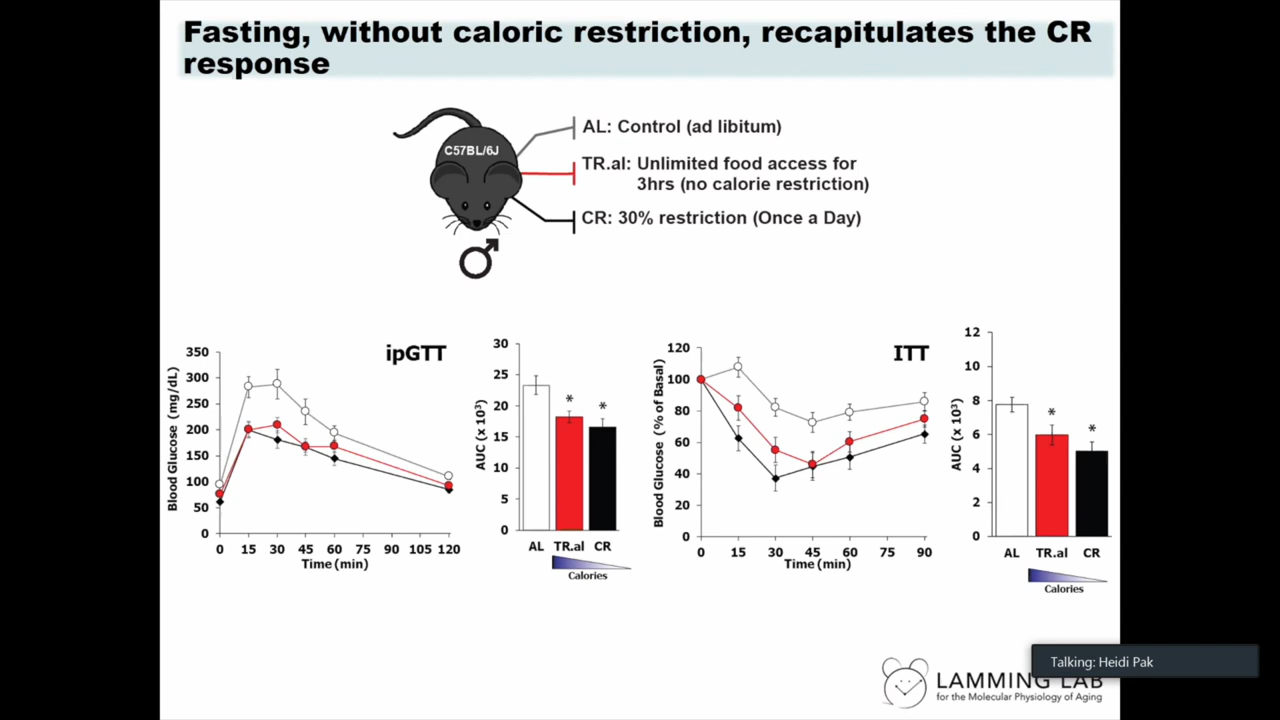 Fasting, without caloric restriction, recapitulates the CR
response
C57BL/6J
AL: Control (ad libitum)
TR.al: Unlimited food access for
3hrs (no calorie restriction)
CR: 30% restriction (Once a Day)
ipGTT
Blood Glucose (mg/dL)
350
300
250
200
150
100
50
0
0 15 30 45 60 75 90 105 120
Time (min)
AUC (x 10³)
30
25
20
15
10
5
0
* *
AL TR.al CR
Calories
ITT
Blood Glucose (% of Basal)
120
100
80
60
40
20
0
0 15 30 45 60 75 90
Time (min)
AUC (x 10³)
12
10
8
6
4
2
0
* *
AL TR.al CR
Calories
Talking: Heidi Pak
LAMMING LAB
for the Molecular Physiology of Aging